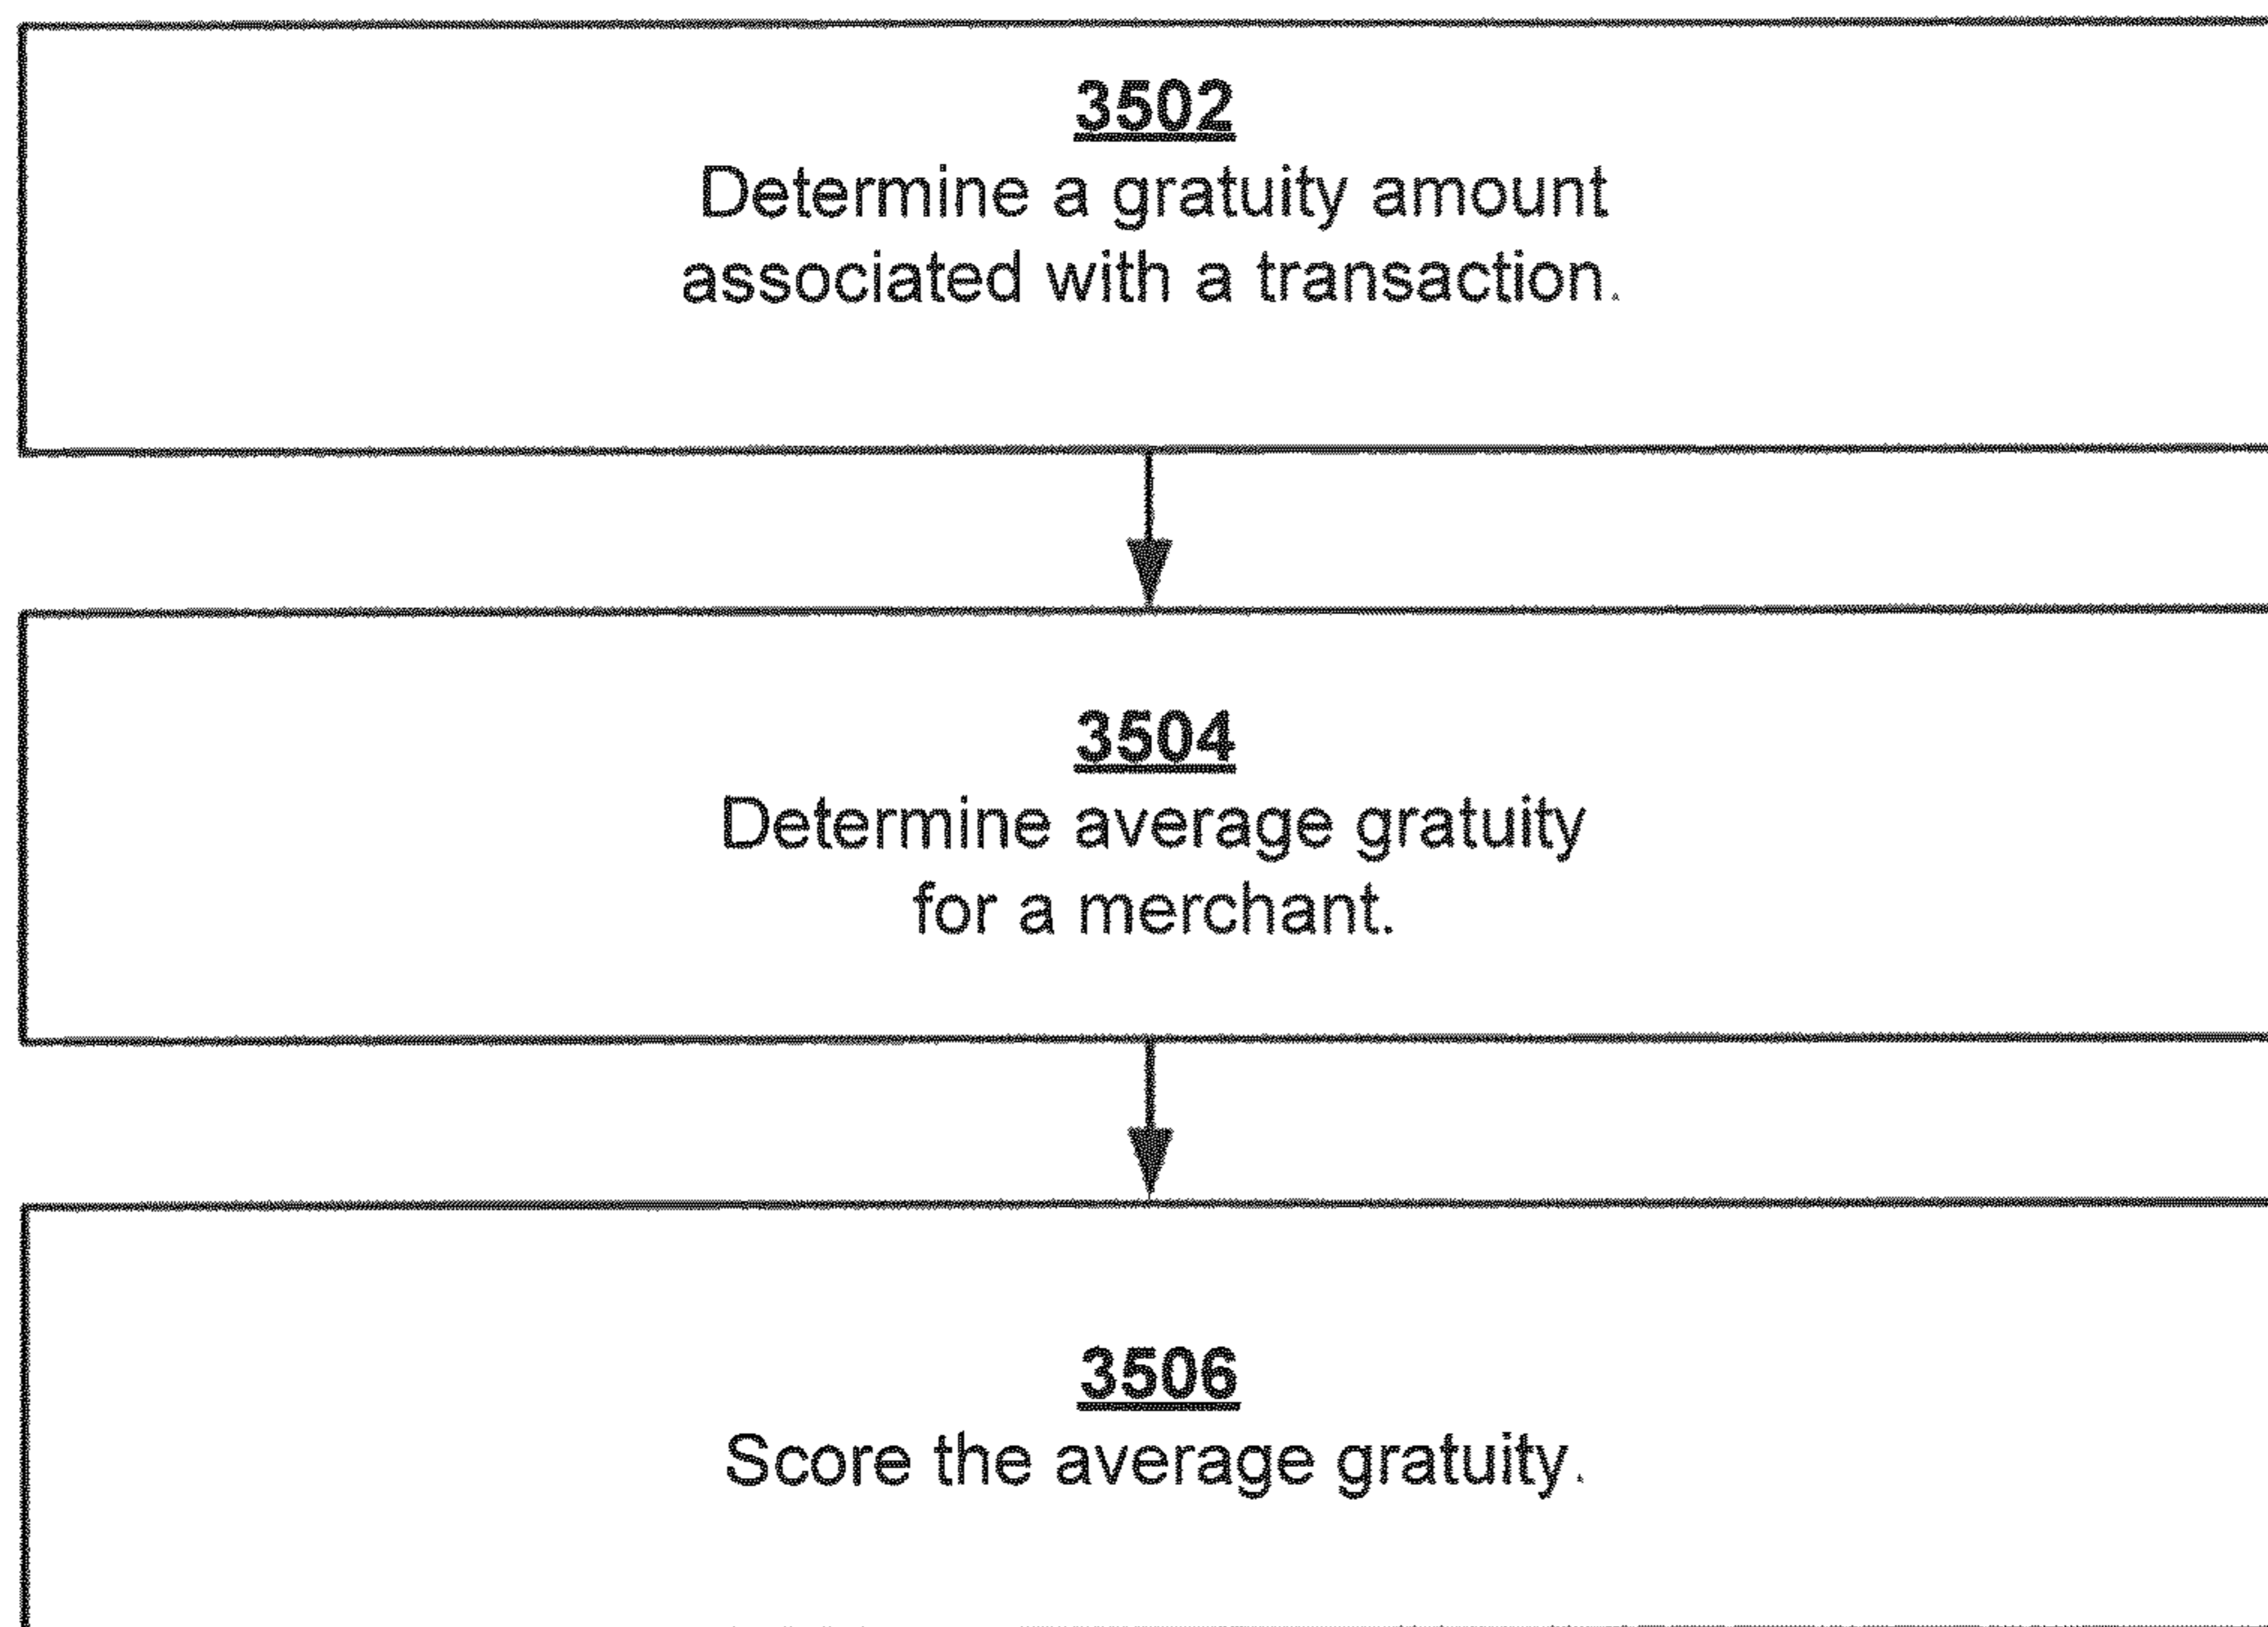 3502
Determine a gratuity amount
associated with a transaction.
3504
Determine average gratuity
for a merchant.
3506
Score the average gratuity.